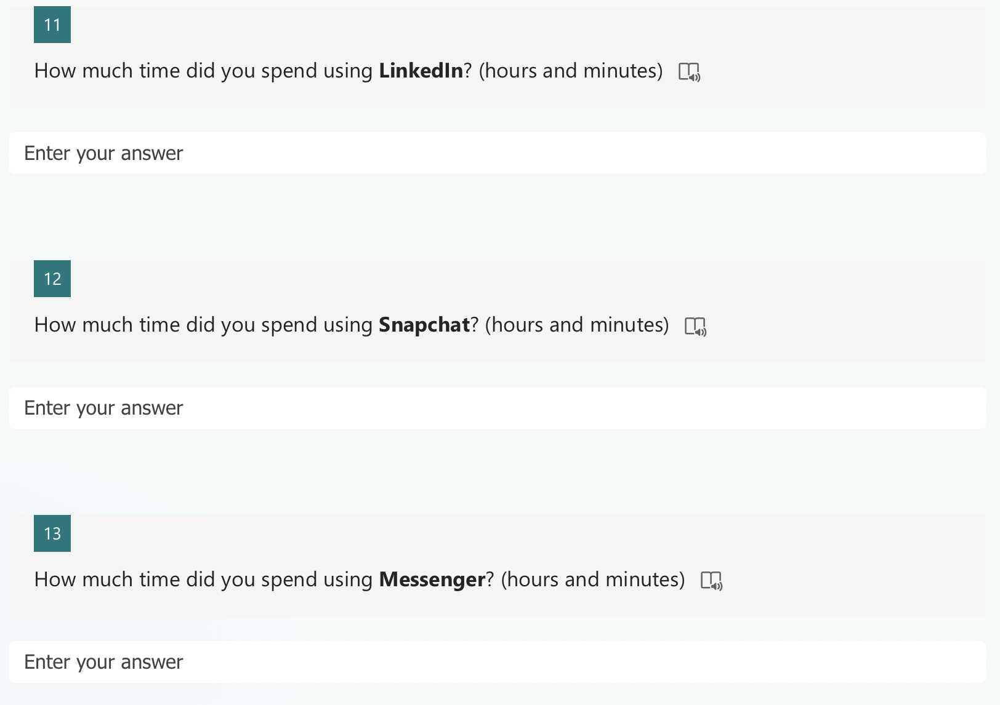 11
How much time did you spend using LinkedIn? (hours and minutes)
Enter your answer
12
How much time did you spend using Snapchat? (hours and minutes)
Enter your answer
13
How much time did you spend using Messenger? (hours and minutes)
Enter your answer